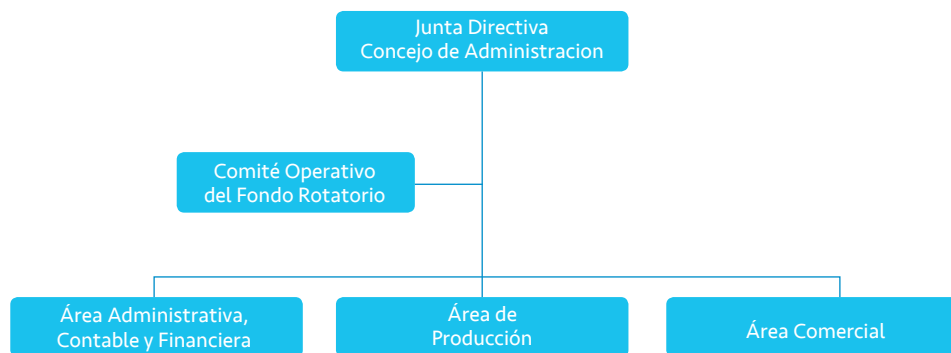 Junta Directiva
Concejo de Administracion
Comité Operativo
del Fondo Rotatorio
Área Administrativa,
Contable y Financiera
Área de
Producción
Área Comercial